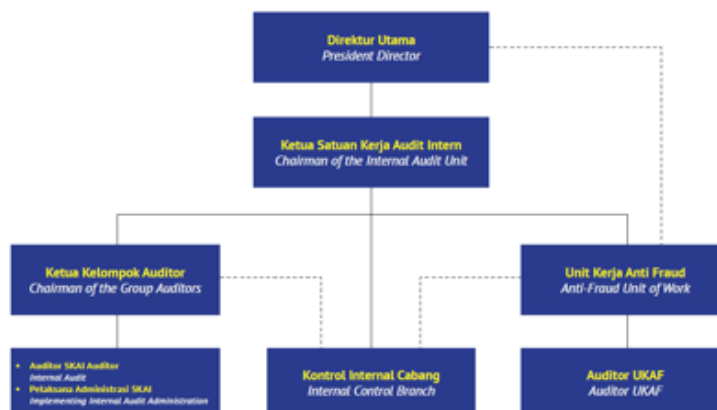 Direktur Utama
President Director
Ketua Satuan Kerja Audit Intern
Chairman of the Internal Audit Unit
Ketua Kelompok Auditor
Chairman of the Group Auditors
Unit Kerja Anti Fraud
Anti-Fraud Unit of Work
• Auditor SKAI Auditor
Internal Audit
• Pelaksana Administrasi SKAI
Implementing Internal Audit Administration
Kontrol Internal Cabang
Internal Control Branch
Auditor UKAF
Auditor UKAF